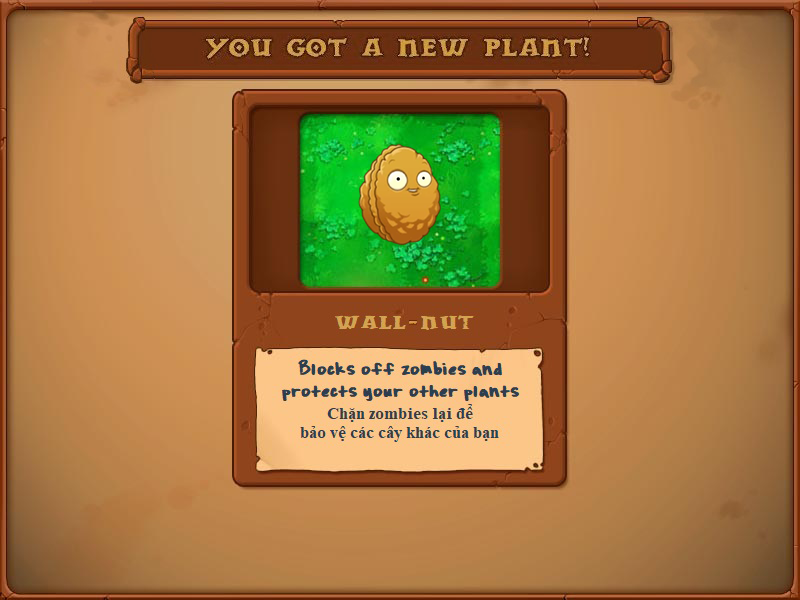 YOU GOT A NEW PLANT!
WALL-NUT
Blocks off zombies and
protects your other plants
Chặn zombies lại để
bảo vệ các cây khác của bạn